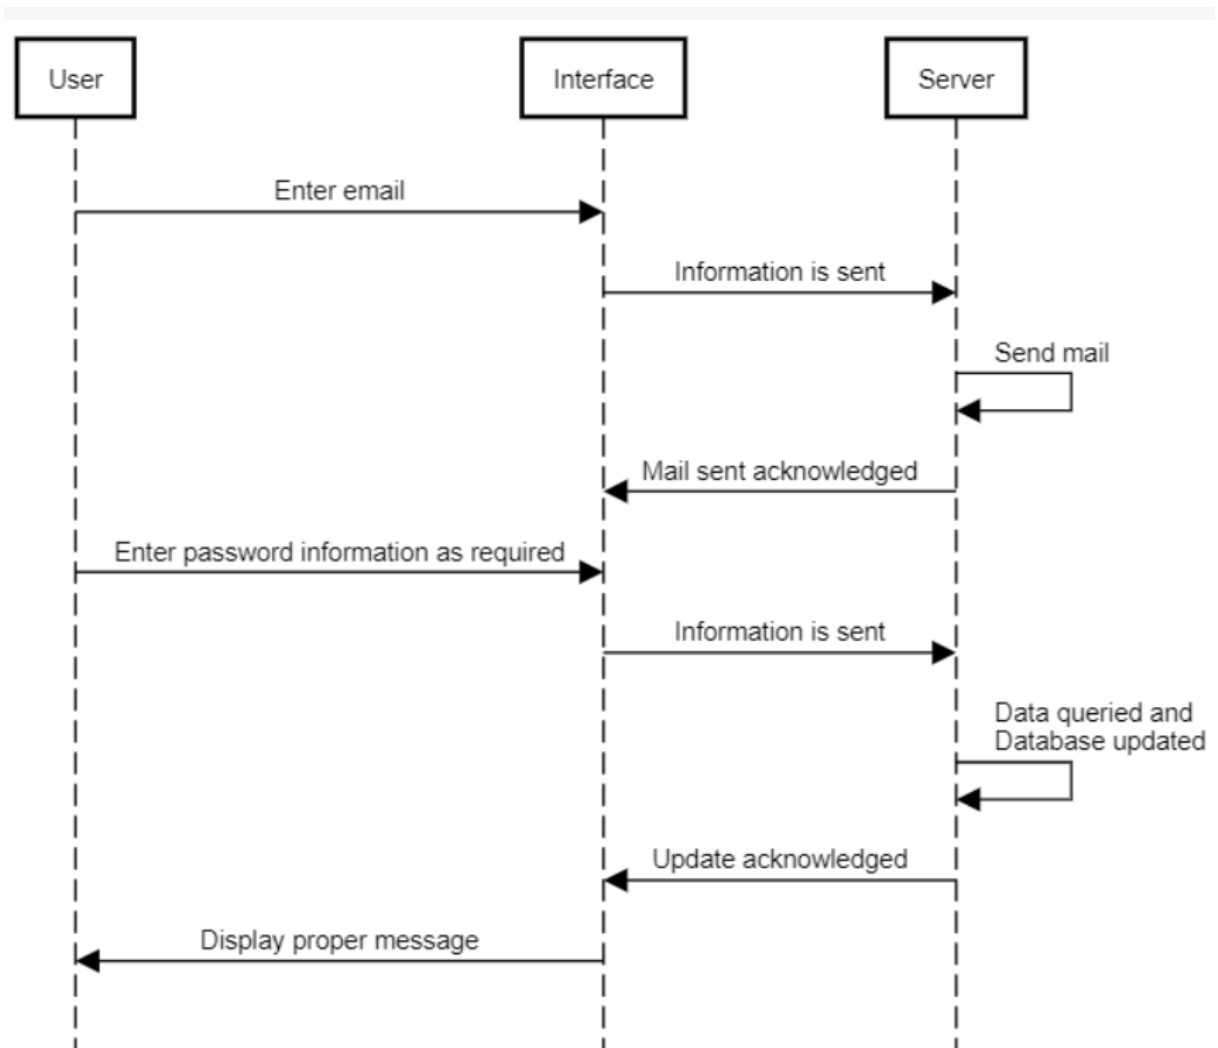 User
Interface
Server
Enter email
Information is sent
Send mail
Mail sent acknowledged
Enter password information as required
Information is sent
Data queried and
Database updated
Update acknowledged
Display proper message